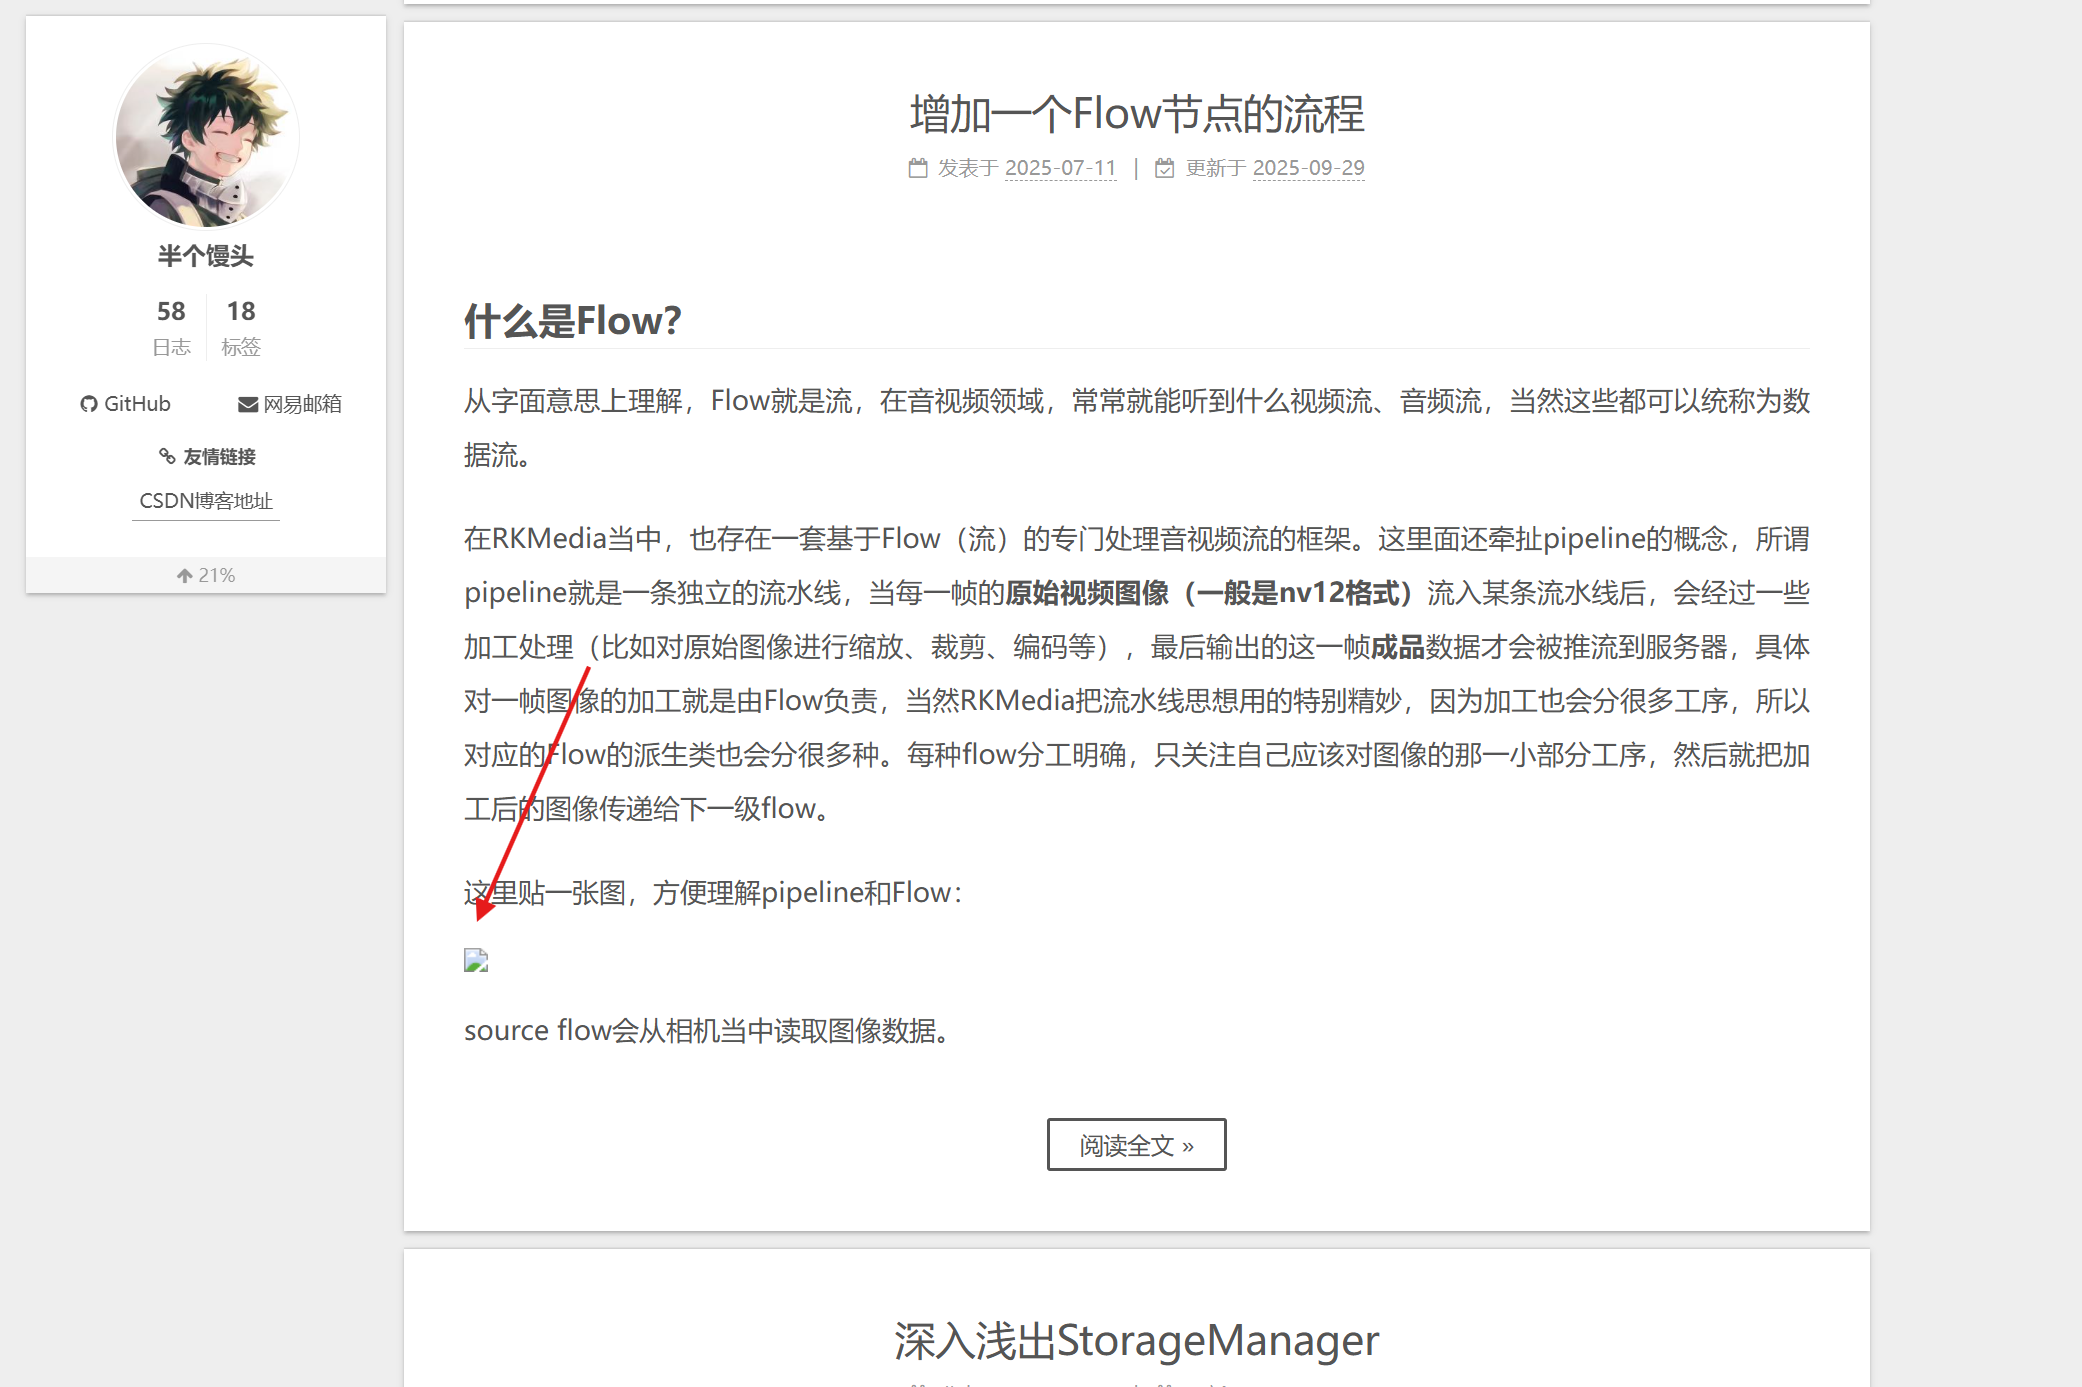 半个馒头
58
日志
18
标签
GitHub
网易邮箱
友情链接
CSDN博客地址
21%
增加一个Flow节点的流程
发表于 2025-07-11 | 更新于 2025-09-29
什么是Flow？
从字面意思上理解，Flow就是流，在音视频领域，常常就能听到什么视频流、音频流，当然这些都可以统称为数
据流。
在RKMedia当中，也存在一套基于Flow（流）的专门处理音视频流的框架。这里面还牵扯pipeline的概念，所谓
pipeline就是一条独立的流水线，当每一帧的原始视频图像（一般是nv12格式）流入某条流水线后，会经过一些
加工处理（比如对原始图像进行缩放、裁剪、编码等），最后输出的这一帧成品数据才会被推流到服务器，具体
对一帧图像的加工就是由Flow负责，当然RKMedia把流水线思想用的特别精妙，因为加工也会分很多工序，所以
对应的Flow的派生类也会分很多种。每种flow分工明确，只关注自己应该对图像的那一小部分工序，然后就把加
工后的图像传递给下一级flow。
这里贴一张图，方便理解pipeline和Flow：
source flow会从相机当中读取图像数据。
阅读全文 »
深入浅出StorageManager